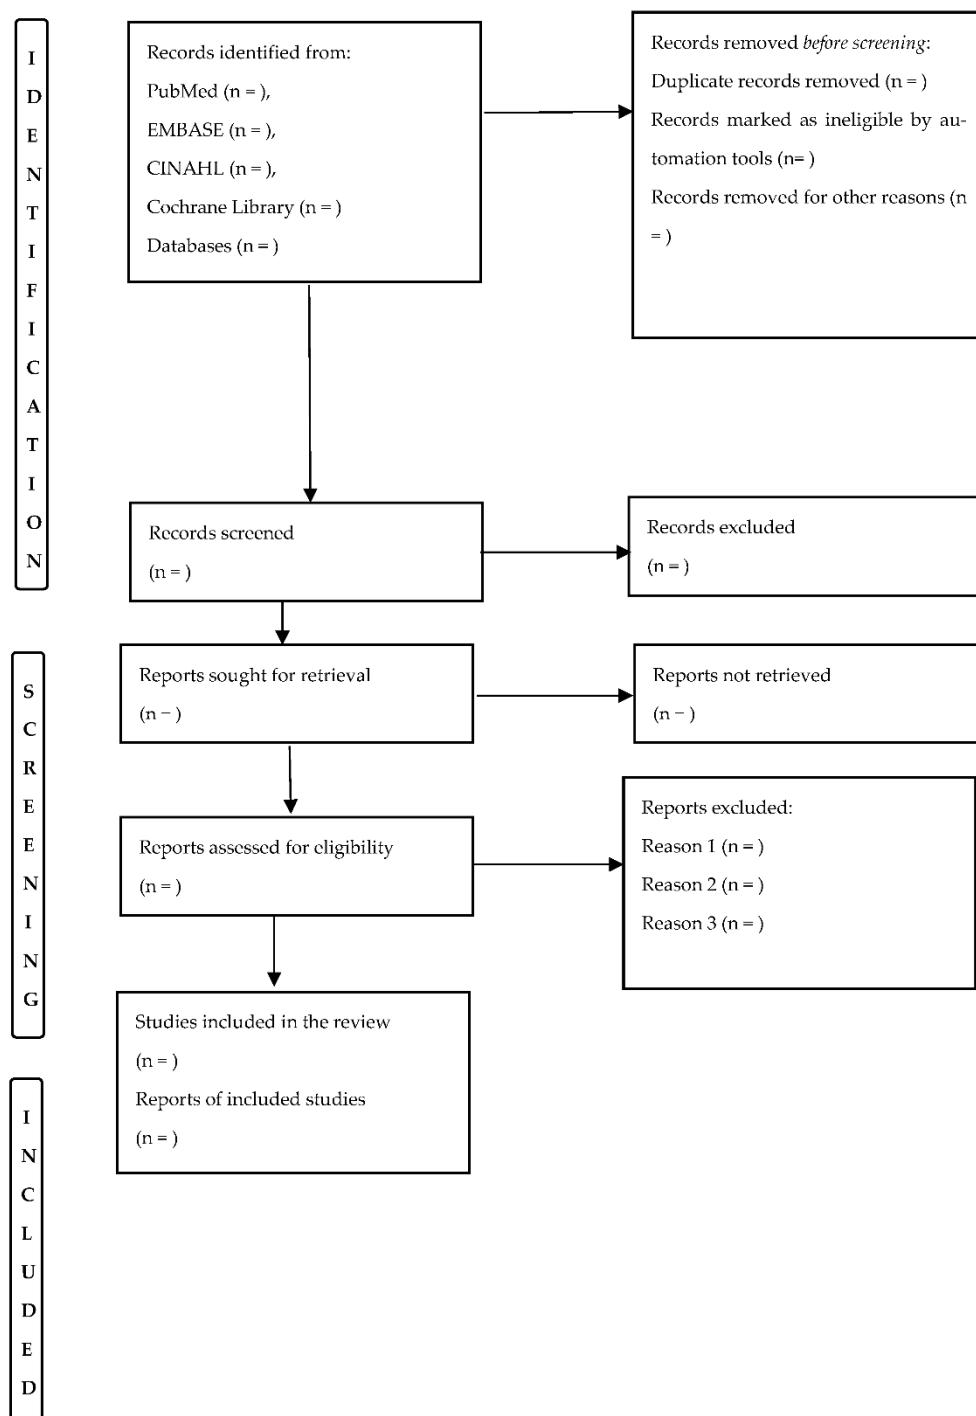 IDENTIFICATION
Records identified from:
PubMed (n = ),
EMBASE (n = ),
CINAHL (n = ),
Cochrane Library (n = )
Databases (n = )
Records removed before screening:
Duplicate records removed (n = )
Records marked as ineligible by au-
tomation tools (n= )
Records removed for other reasons (n
= )
Records screened
(n = )
Records excluded
(n = )
SCREENING
Reports sought for retrieval
(n = )
Reports not retrieved
(n = )
Reports assessed for eligibility
(n = )
Reports excluded:
Reason 1 (n = )
Reason 2 (n = )
Reason 3 (n = )
INCLUDED
Studies included in the review
(n = )
Reports of included studies
(n = )